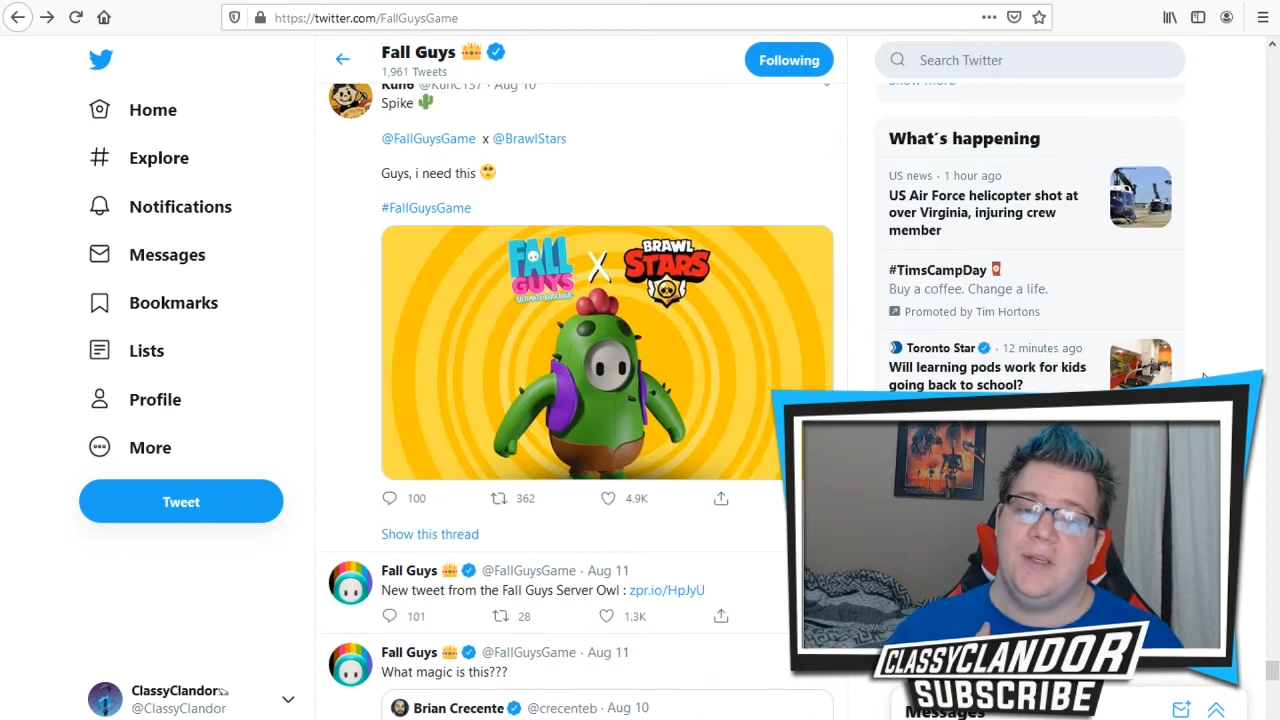 https://twitter.com/FallGuysGame
Home
Explore
Notifications
Messages
Bookmarks
Lists
Profile
More
Tweet
ClassyClandor
@ClassyClandor
Fall Guys
1,961 Tweets
Following
@KunC137 · Aug 10
Spike
@FallGuysGame x @BrawlStars
Guys, i need this
#FallGuysGame
FALL GUYS
ULTIMATE KNOCKOUT
X
BRAWL STARS
100
362
4.9K
Show this thread
Fall Guys @FallGuysGame · Aug 11
New tweet from the Fall Guys Server Owl : zpr.io/HpJyU
101
28
1.3K
Fall Guys @FallGuysGame · Aug 11
What magic is this???
Brian Crecente @crecenteb · Aug 10
Search Twitter
Show more
What´s happening
US news · 1 hour ago
US Air Force helicopter shot at
over Virginia, injuring crew
member
#TimsCampDay
Buy a coffee. Change a life.
Promoted by Tim Hortons
Toronto Star · 12 minutes ago
Will learning pods work for kids
going back to school?
CLASSYCLANDOR
SUBSCRIBE
Messages